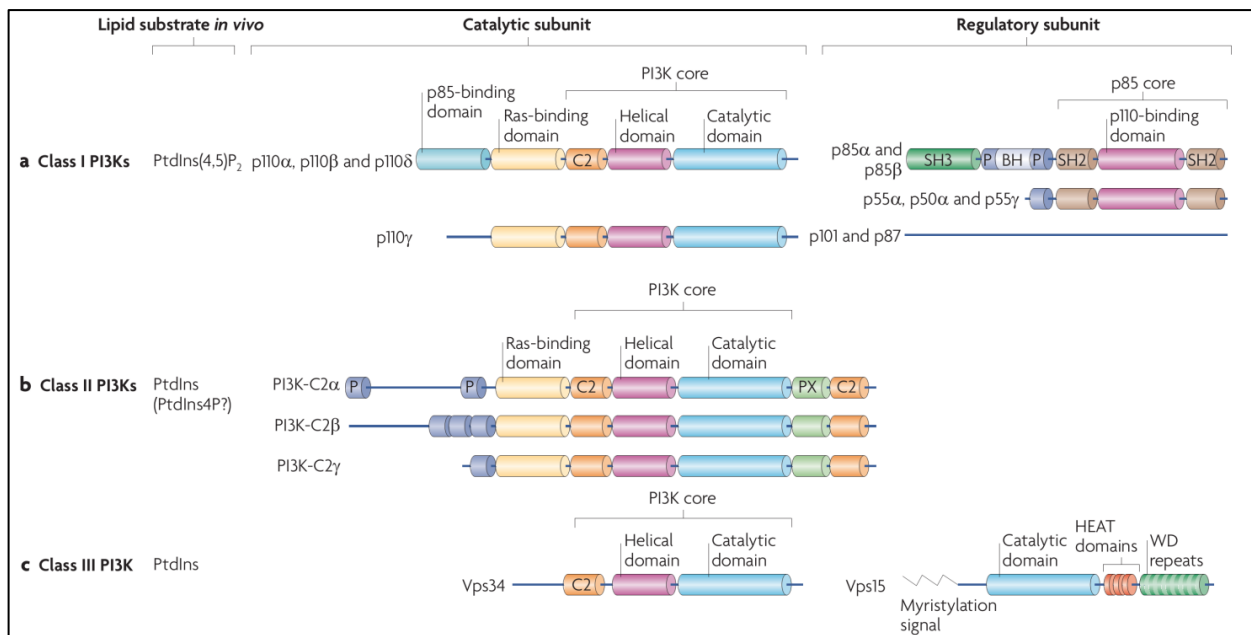 Lipid substrate in vivo
Catalytic subunit
Regulatory subunit
PI3K core
p85 core
p85-binding
domain
Ras-binding
domain
Helical
domain
Catalytic
domain
p110-binding
domain
a Class I PI3Ks
PtdIns(4,5)P₂
p110α, p110β and p110δ
C2
p85α and
p85β
SH3
P
BH
P
SH2
SH2
p55α, p50α and p55γ
p110γ
p101 and p87
PI3K core
Ras-binding
domain
Helical
domain
Catalytic
domain
b Class II PI3Ks
PtdIns
(PtdIns4P?)
PI3K-C2α
P
P
C2
PX
C2
PI3K-C2β
PI3K-C2γ
PI3K core
Helical
domain
Catalytic
domain
Catalytic
domain
HEAT
domains
WD
repeats
c Class III PI3K
PtdIns
Vps34
C2
Vps15
Myristylation
signal